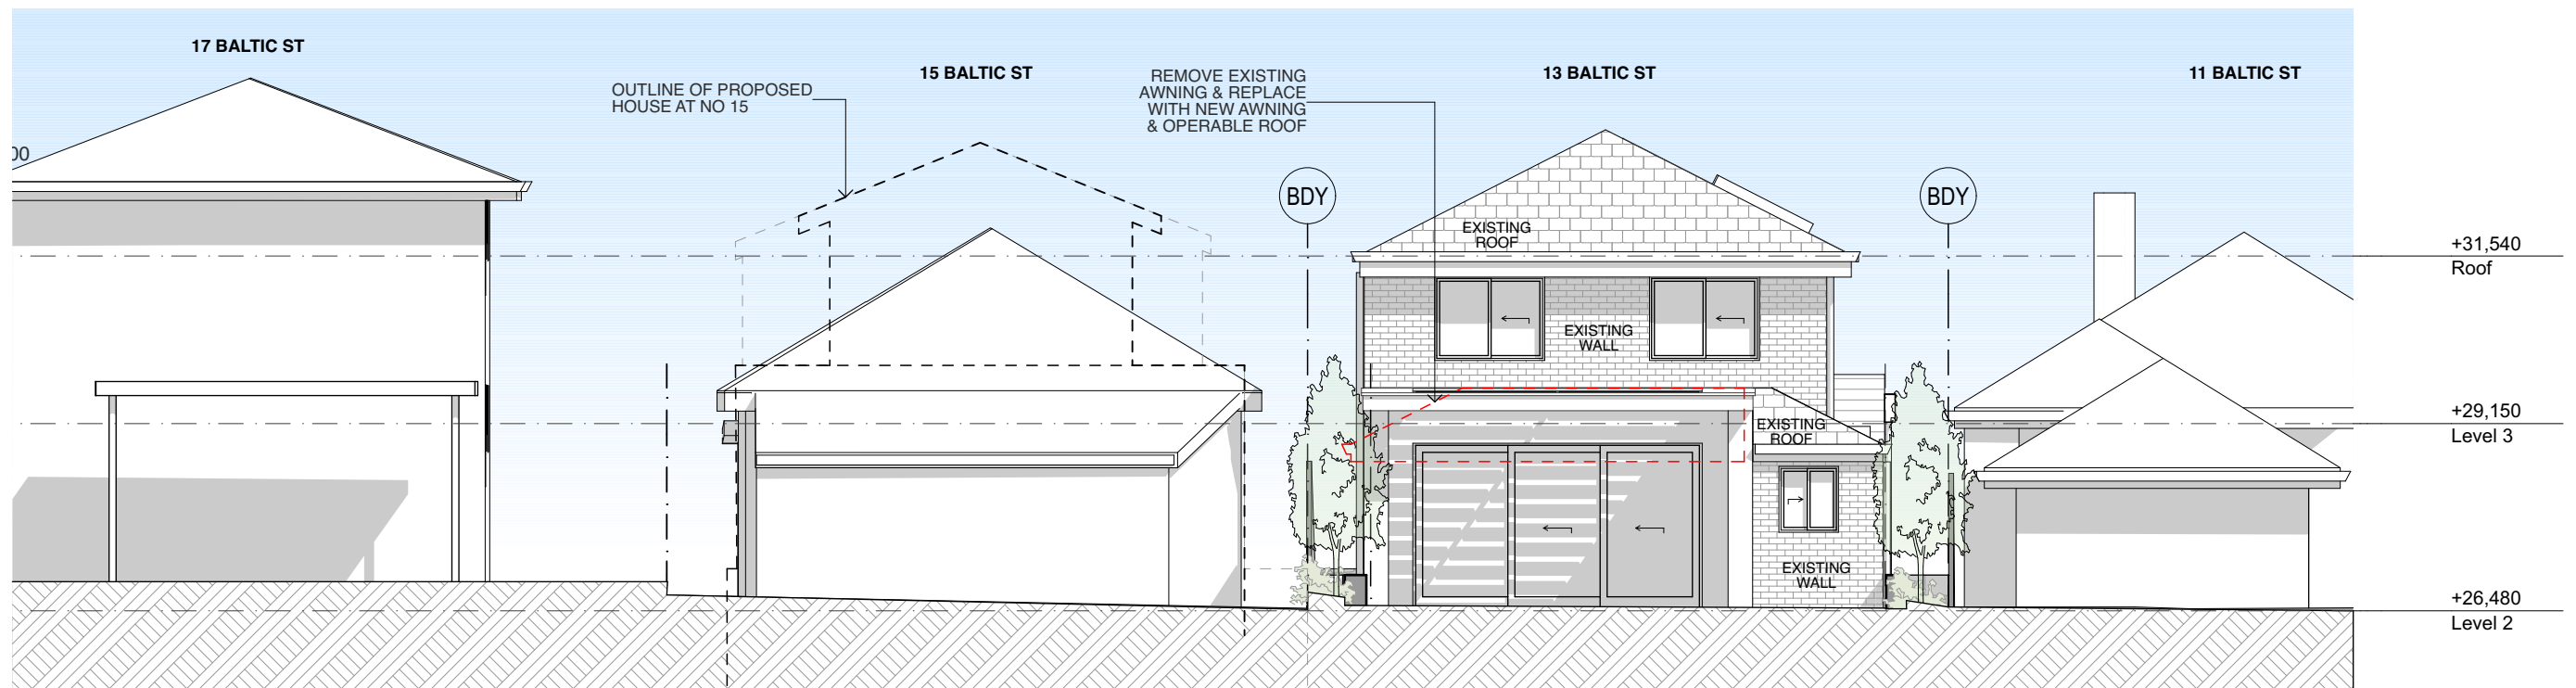 17 BALTIC ST
15 BALTIC ST
13 BALTIC ST
11 BALTIC ST
OUTLINE OF PROPOSED
HOUSE AT NO 15
REMOVE EXISTING
AWNING & REPLACE
WITH NEW AWNING
& OPERABLE ROOF
00
BDY
BDY
EXISTING
ROOF
+31,540
Roof
EXISTING
WALL
+29,150
Level 3
EXISTING
ROOF
EXISTING
WALL
+26,480
Level 2